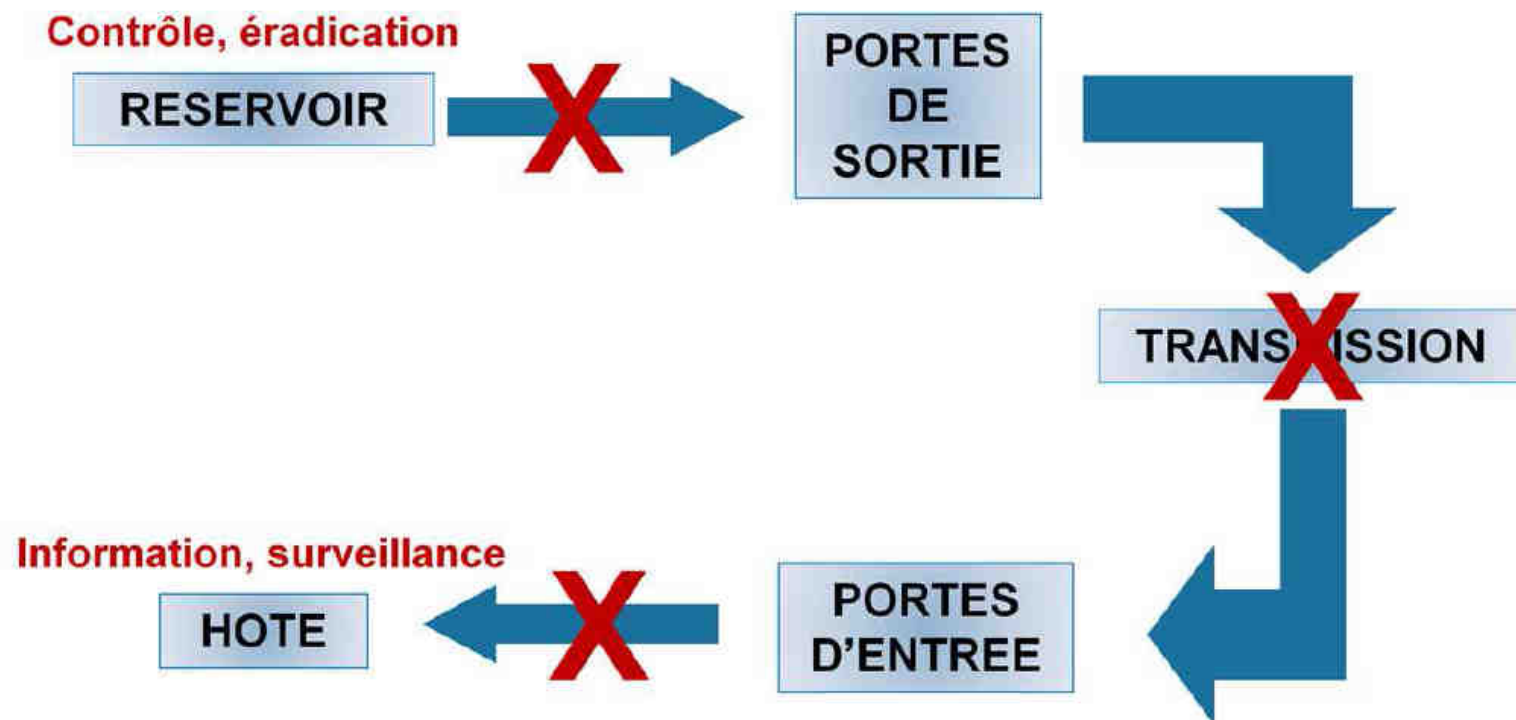 Contrôle, éradication
RESERVOIR
PORTES
DE
SORTIE
TRANSMISSION
Information, surveillance
HOTE
PORTES
D'ENTREE